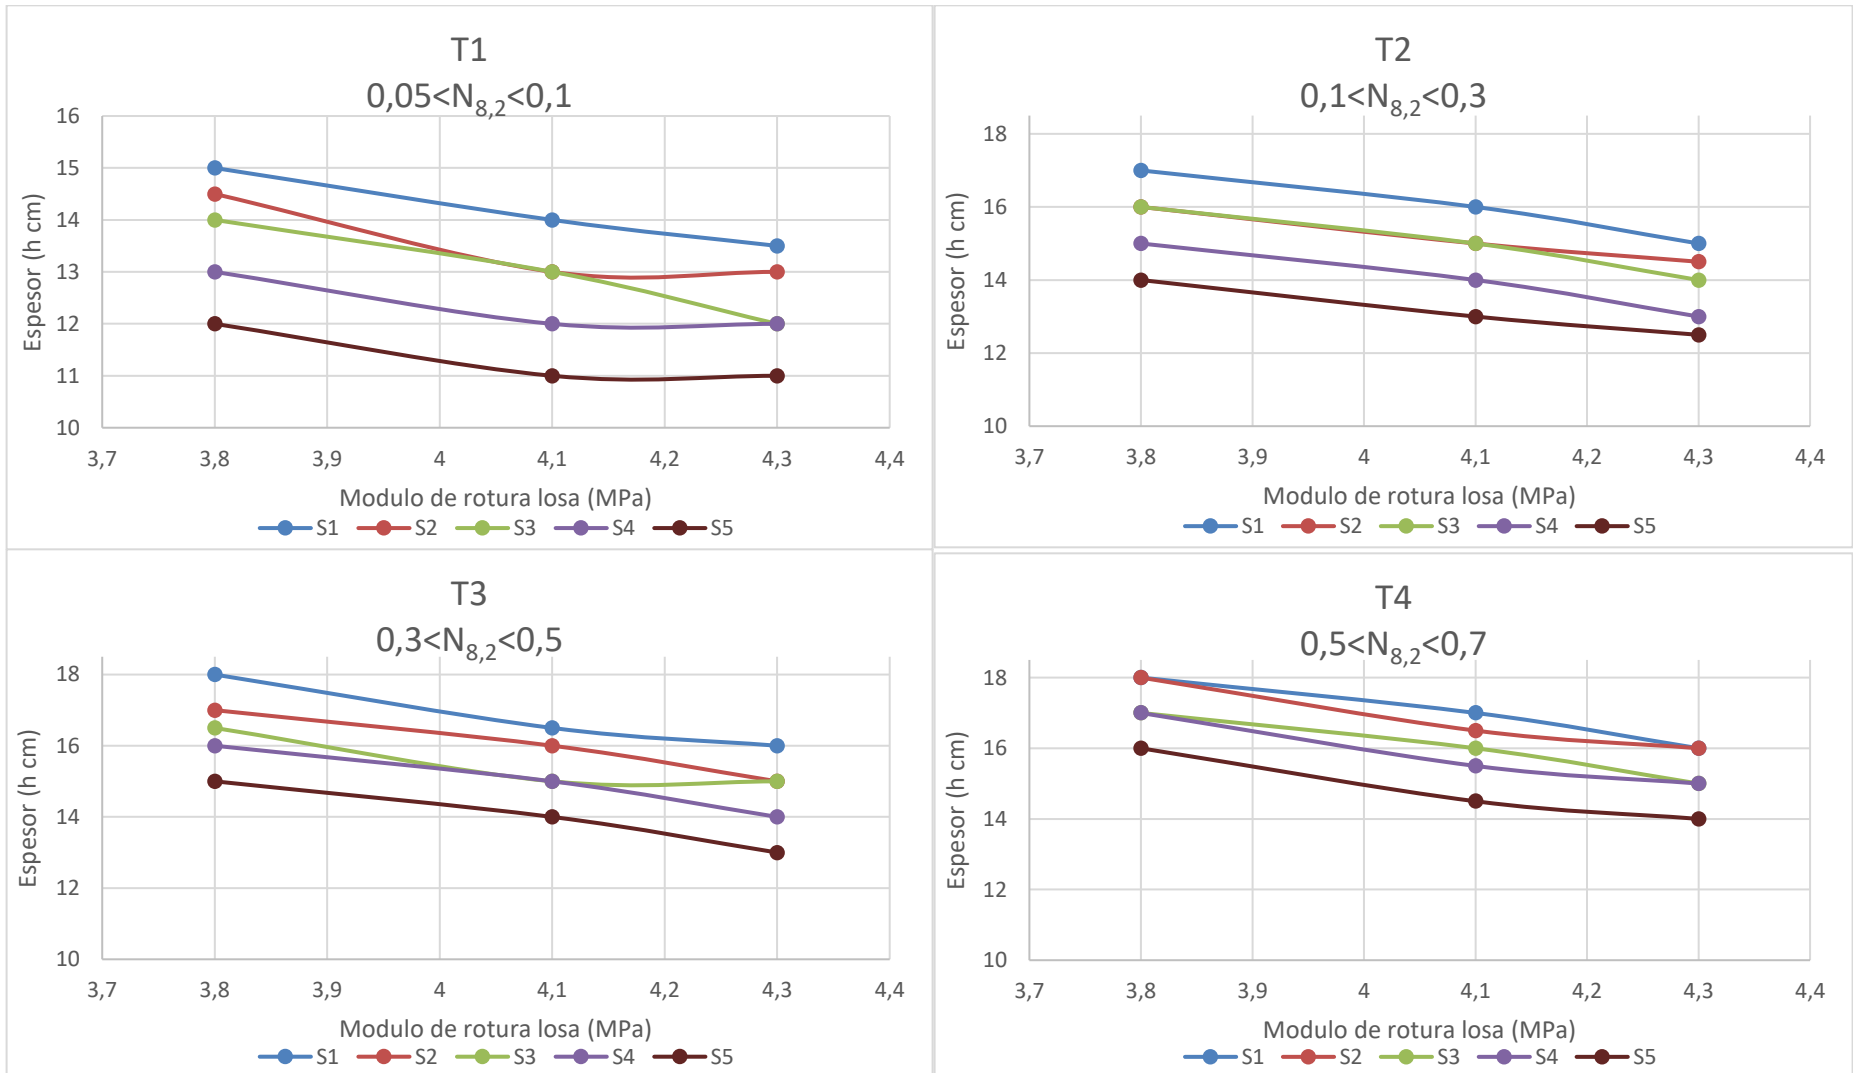 T1
0,05<N8,2<0,1
16
15
14
13
12
11
10
Espesor (h cm)
3,7 3,8 3,9 4 4,1 4,2 4,3 4,4
Modulo de rotura losa (MPa)
S1 S2 S3 S4 S5
T2
0,1<N8,2<0,3
18
16
14
12
10
Espesor (h cm)
3,7 3,8 3,9 4 4,1 4,2 4,3 4,4
Modulo de rotura losa (MPa)
S1 S2 S3 S4 S5
T3
0,3<N8,2<0,5
18
16
14
12
10
Espesor (h cm)
3,7 3,8 3,9 4 4,1 4,2 4,3 4,4
Modulo de rotura losa (MPa)
S1 S2 S3 S4 S5
T4
0,5<N8,2<0,7
18
16
14
12
10
Espesor (h cm)
3,7 3,8 3,9 4 4,1 4,2 4,3 4,4
Modulo de rotura losa (MPa)
S1 S2 S3 S4 S5